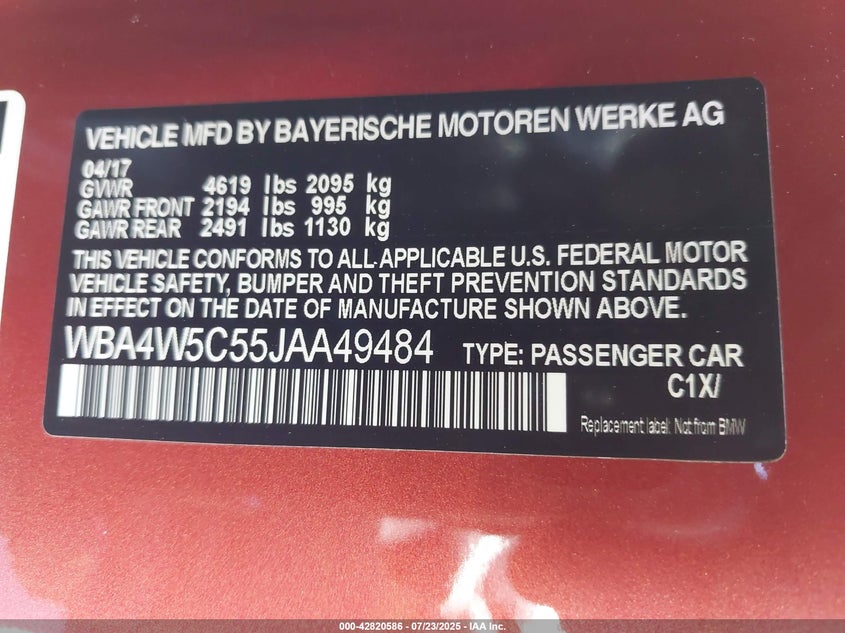 VEHICLE MFD BY BAYERISCHE MOTOREN WERKE AG
04/17
GVWR 4619 lbs 2095 kg
GAWR FRONT 2194 lbs 995 kg
GAWR REAR 2491 lbs 1130 kg
THIS VEHICLE CONFORMS TO ALL APPLICABLE U.S. FEDERAL MOTOR
VEHICLE SAFETY, BUMPER AND THEFT PREVENTION STANDARDS
IN EFFECT ON THE DATE OF MANUFACTURE SHOWN ABOVE.
WBA4W5C55JAA49484 TYPE: PASSENGER CAR
C1X/
Replacement label: Not from BMW
000-42820586 - 07/23/2025 - IAA Inc.